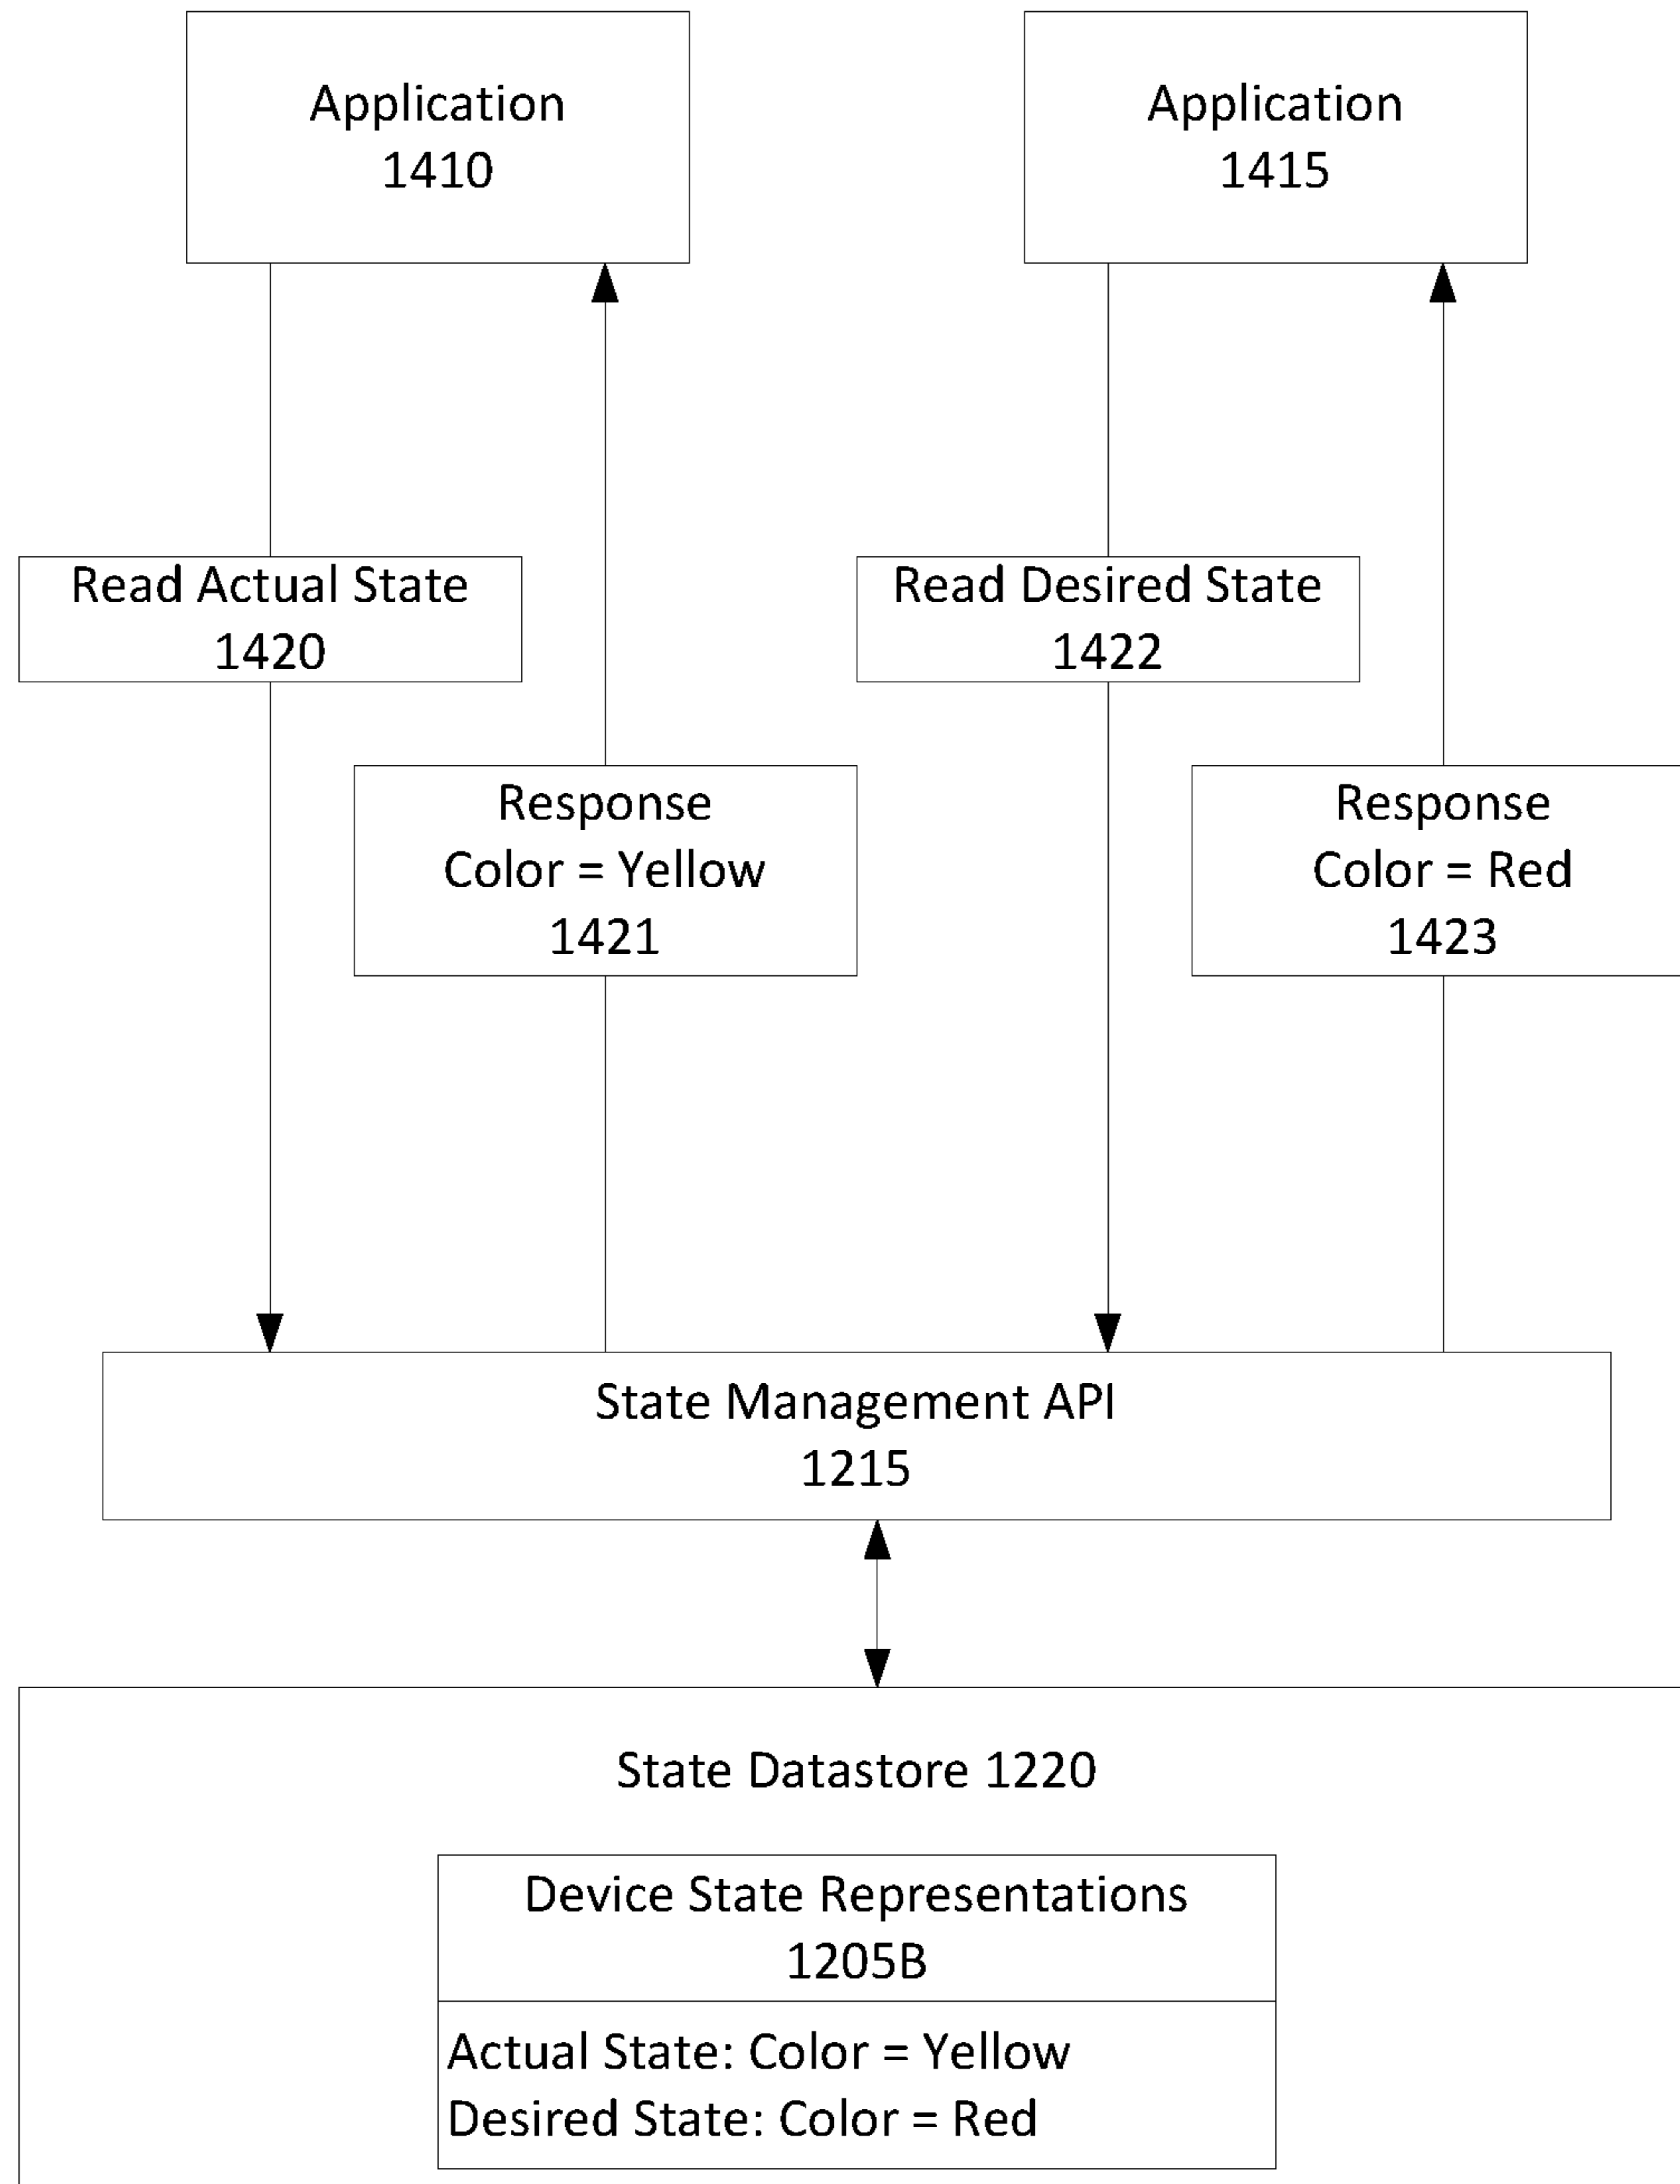 Application
1410
Application
1415
Read Actual State
1420
Read Desired State
1422
Response
Color = Yellow
1421
Response
Color = Red
1423
State Management API
1215
State Datastore 1220
Device State Representations
1205B
Actual State: Color = Yellow
Desired State: Color = Red